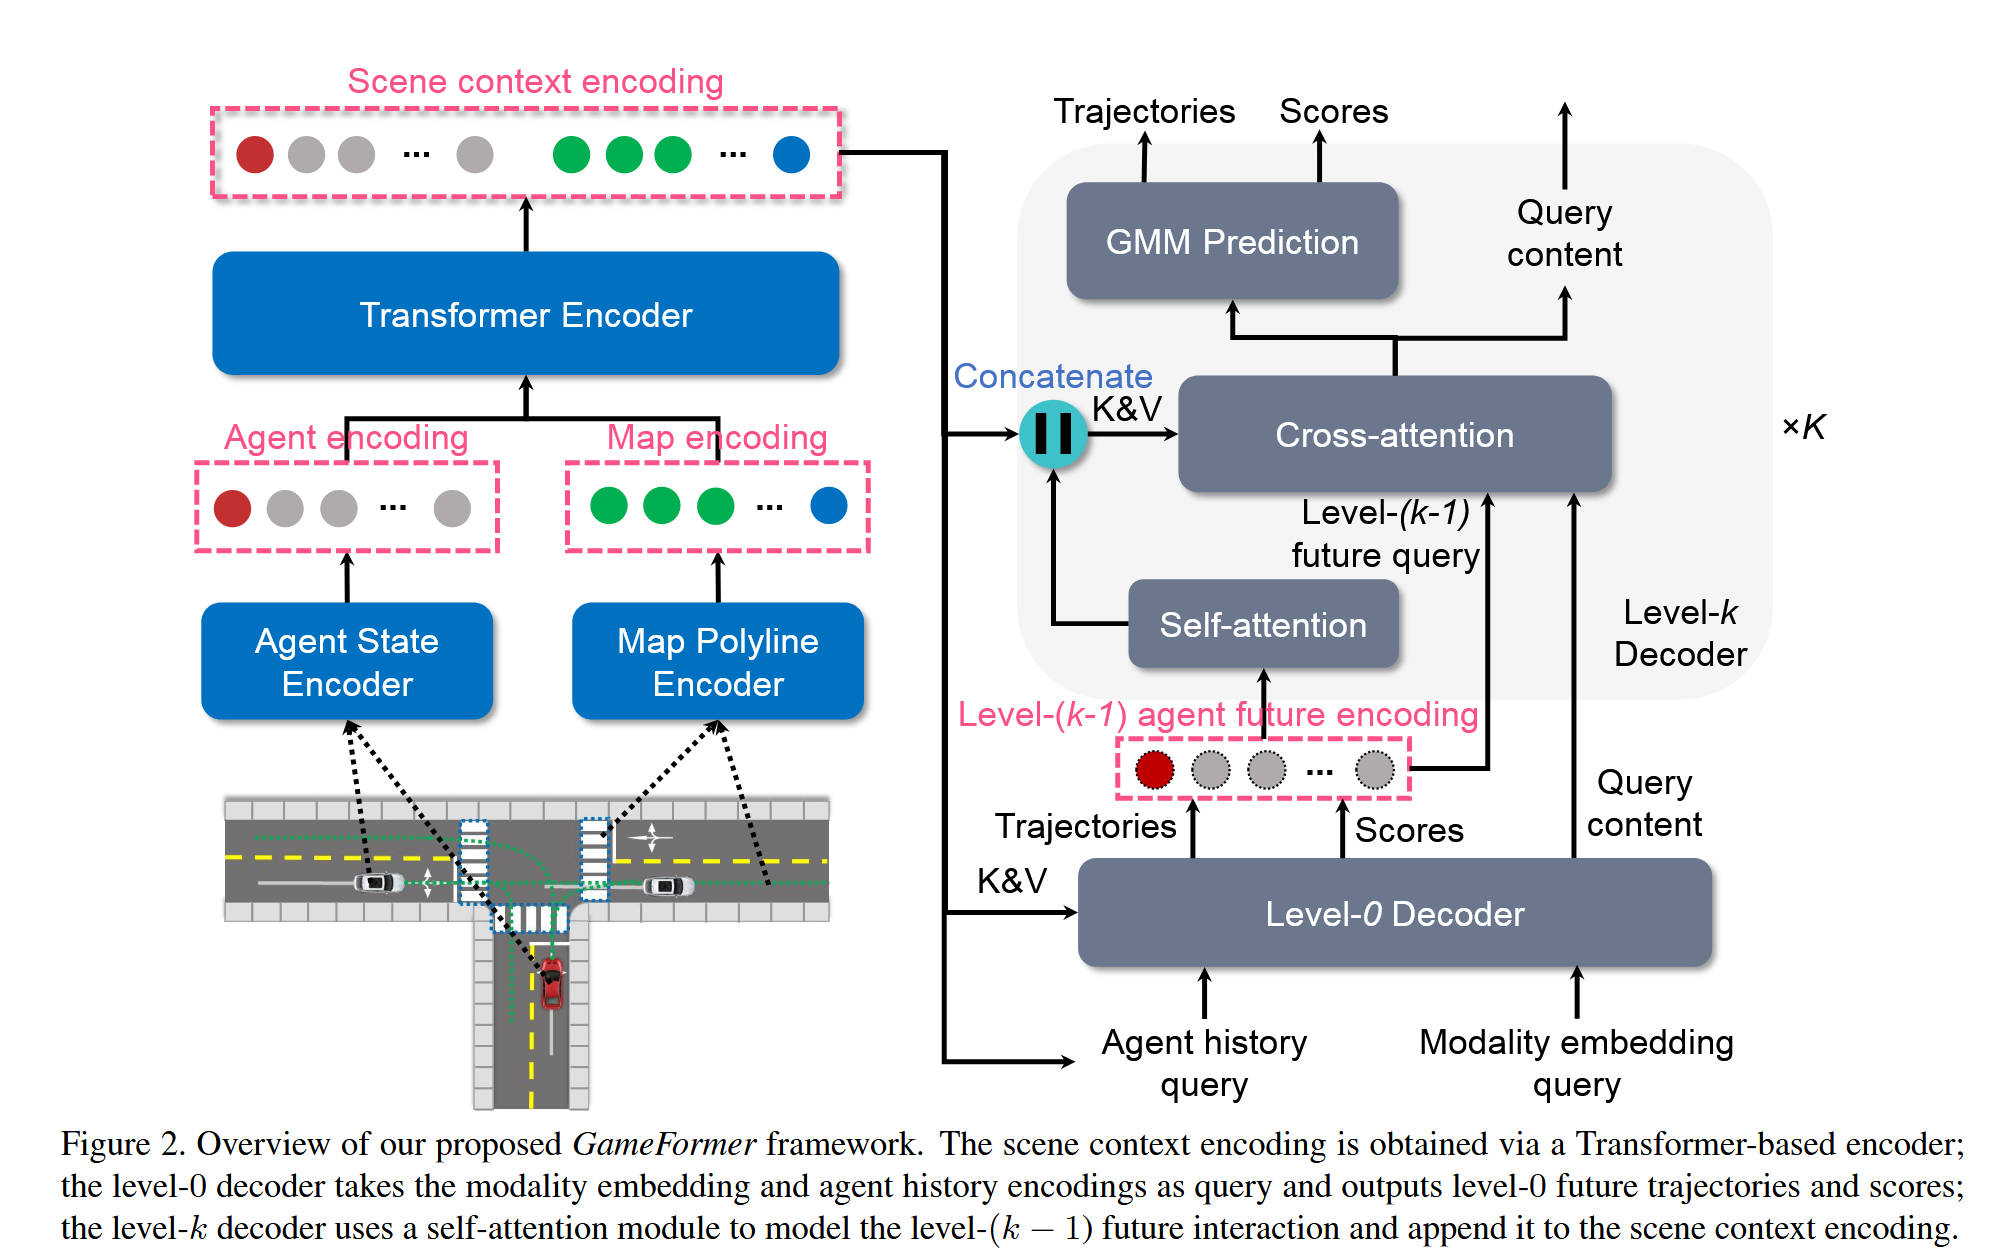 Scene context encoding
Transformer Encoder
Agent encoding
Map encoding
Agent State
Encoder
Map Polyline
Encoder
Trajectories
Scores
GMM Prediction
Query
content
Concatenate
K&V
Cross-attention
×K
Level-(k-1)
future query
Self-attention
Level-k
Decoder
Level-(k-1) agent future encoding
Trajectories
Scores
Query
content
K&V
Level-0 Decoder
Agent history
query
Modality embedding
query
Figure 2. Overview of our proposed GameFormer framework. The scene context encoding is obtained via a Transformer-based encoder;
the level-0 decoder takes the modality embedding and agent history encodings as query and outputs level-0 future trajectories and scores;
the level-k decoder uses a self-attention module to model the level-(k − 1) future interaction and append it to the scene context encoding.